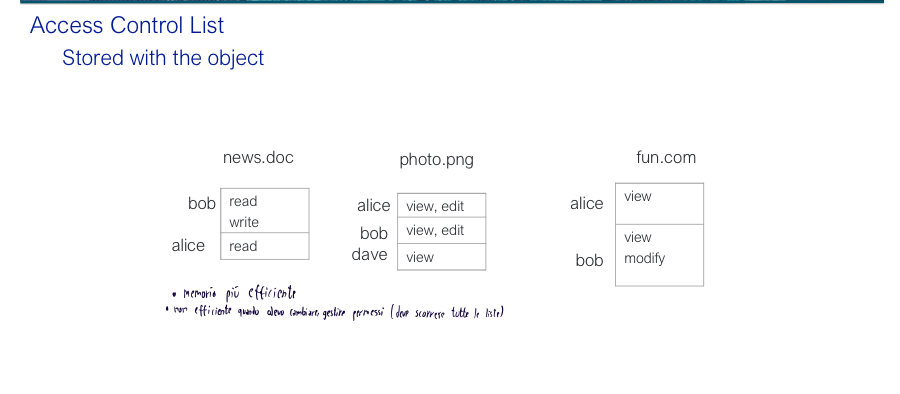 Access Control List
Stored with the object
news.doc
bob
read
write
alice
read
photo.png
alice
view, edit
bob
view, edit
dave
view
fun.com
alice
view
bob
view
modify
• memoria più efficiente
• non efficiente quando devo cambiare, gestire permessi (devo scorrere tutte le liste)